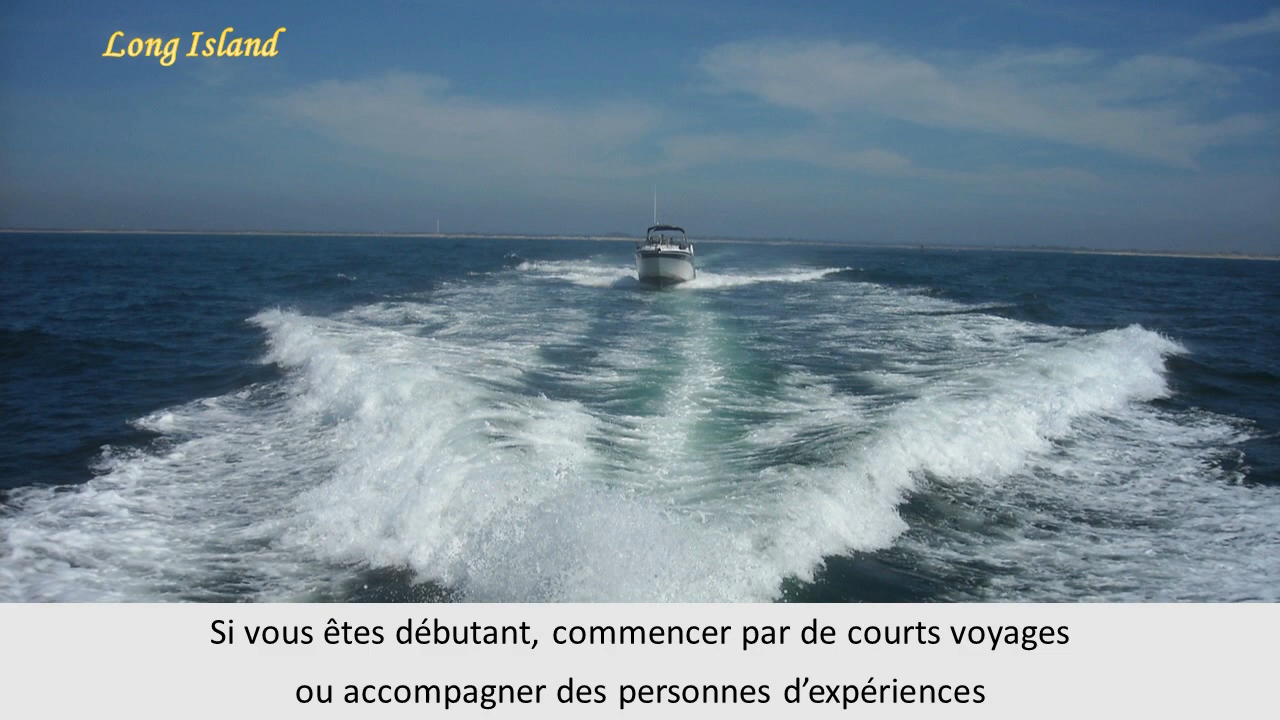 Long Island
Si vous êtes débutant, commencer par de courts voyages
ou accompagner des personnes d’expériences